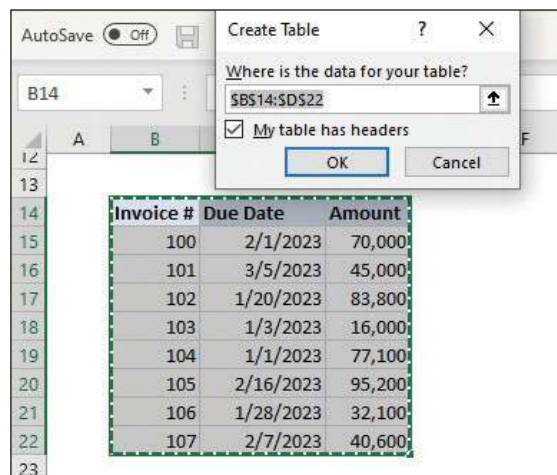 AutoSave Off
Create Table ? ×
Where is the data for your table?
B14
$B$14:$D$22
My table has headers
OK Cancel
A B F
12
13
14 Invoice # Due Date Amount
15 100 2/1/2023 70,000
16 101 3/5/2023 45,000
17 102 1/20/2023 83,800
18 103 1/3/2023 16,000
19 104 1/1/2023 77,100
20 105 2/16/2023 95,200
21 106 1/28/2023 32,100
22 107 2/7/2023 40,600
23